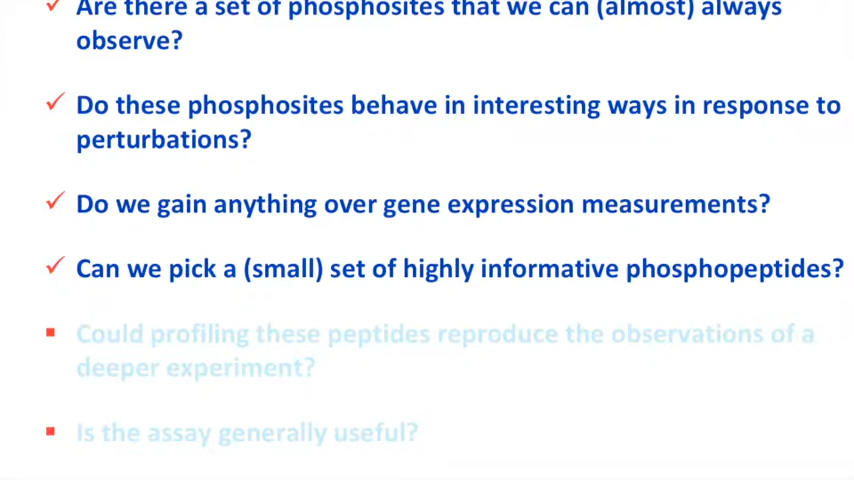 Are there a set of phosphosites that we can (almost) always
observe?
Do these phosphosites behave in interesting ways in response to
perturbations?
Do we gain anything over gene expression measurements?
Can we pick a (small) set of highly informative phosphopeptides?
Could profiling these peptides reproduce the observations of a
deeper experiment?
Is the assay generally useful?